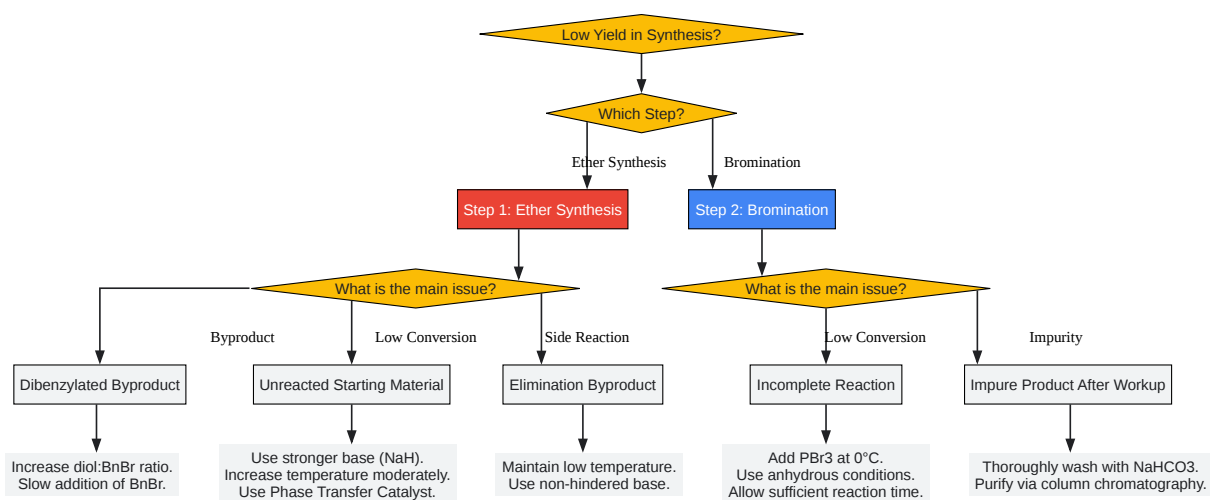 Low Yield in Synthesis?
Which Step?
Ether Synthesis
Bromination
Step 1: Ether Synthesis
Step 2: Bromination
What is the main issue?
What is the main issue?
Byproduct
Low Conversion
Side Reaction
Low Conversion
Impurity
Dibenzylated Byproduct
Unreacted Starting Material
Elimination Byproduct
Incomplete Reaction
Impure Product After Workup
Increase diol:BnBr ratio.
Slow addition of BnBr.
Use stronger base (NaH).
Increase temperature moderately.
Use Phase Transfer Catalyst.
Maintain low temperature.
Use non-hindered base.
Add PBr3 at 0°C.
Use anhydrous conditions.
Allow sufficient reaction time.
Thoroughly wash with NaHCO3.
Purify via column chromatography.